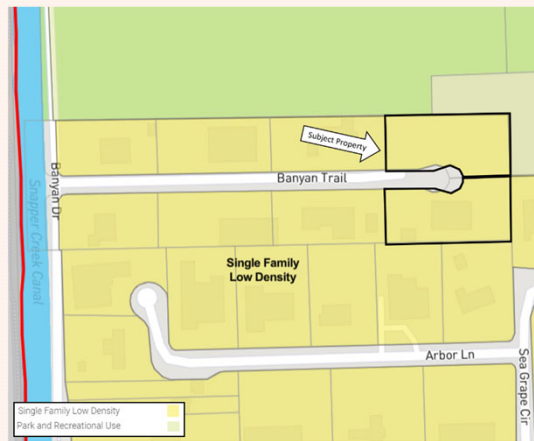 Subject Property
Banyan Trail
Banyan Dr
Snapper Creek Canal
Single Family
Low Density
Arbor Ln
Sea Grape Cir
Single Family Low Density
Park and Recreational Use